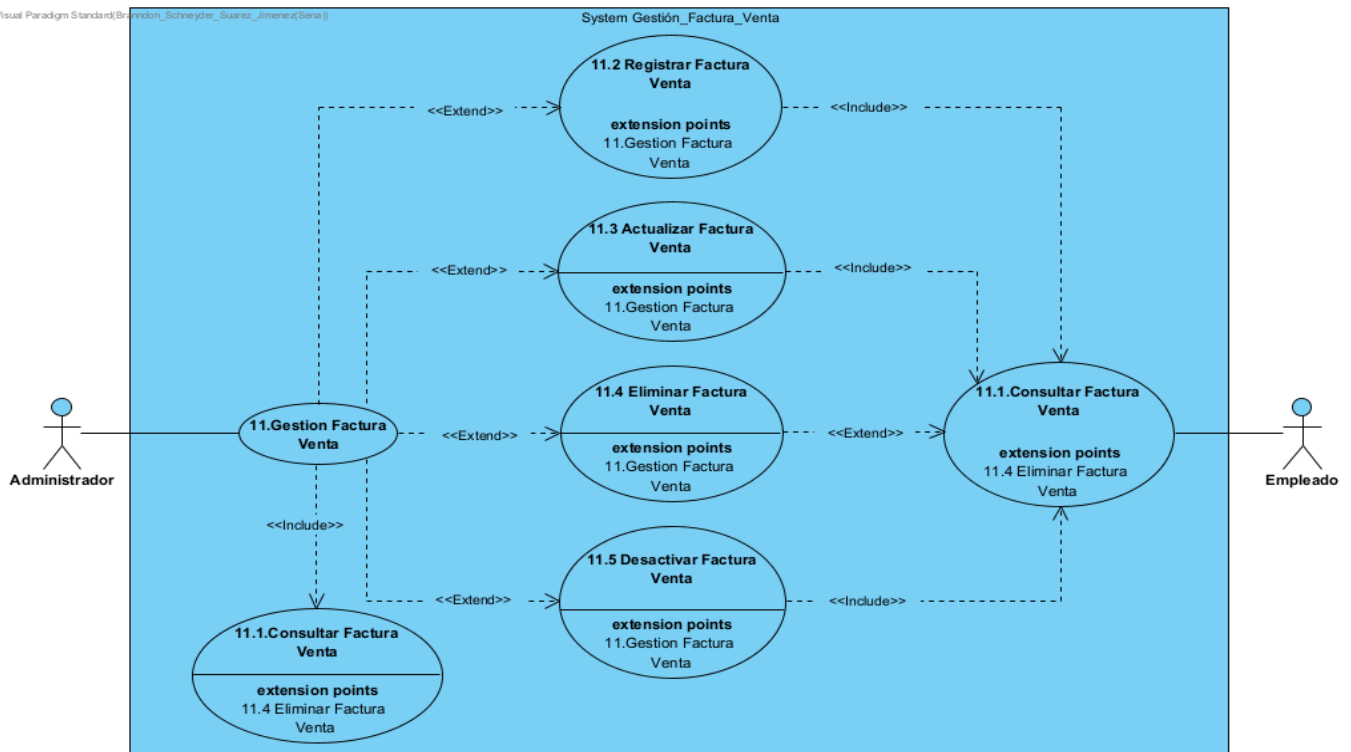 Visual Paradigm Standard(Branndon_Schneyder_Suarez_Jimenez(Sena))
System Gestión_Factura_Venta
11.2 Registrar Factura
Venta
extension points
11.Gestion Factura
Venta
<<Extend>>
<<Include>>
11.3 Actualizar Factura
Venta
extension points
11.Gestion Factura
Venta
<<Extend>>
<<Include>>
11.4 Eliminar Factura
Venta
extension points
11.Gestion Factura
Venta
<<Extend>>
<<Extend>>
11.1.Consultar Factura
Venta
extension points
11.4 Eliminar Factura
Venta
11.Gestion Factura
Venta
Administrador
Empleado
<<Include>>
11.5 Desactivar Factura
Venta
extension points
11.Gestion Factura
Venta
<<Extend>>
<<Include>>
11.1.Consultar Factura
Venta
extension points
11.4 Eliminar Factura
Venta